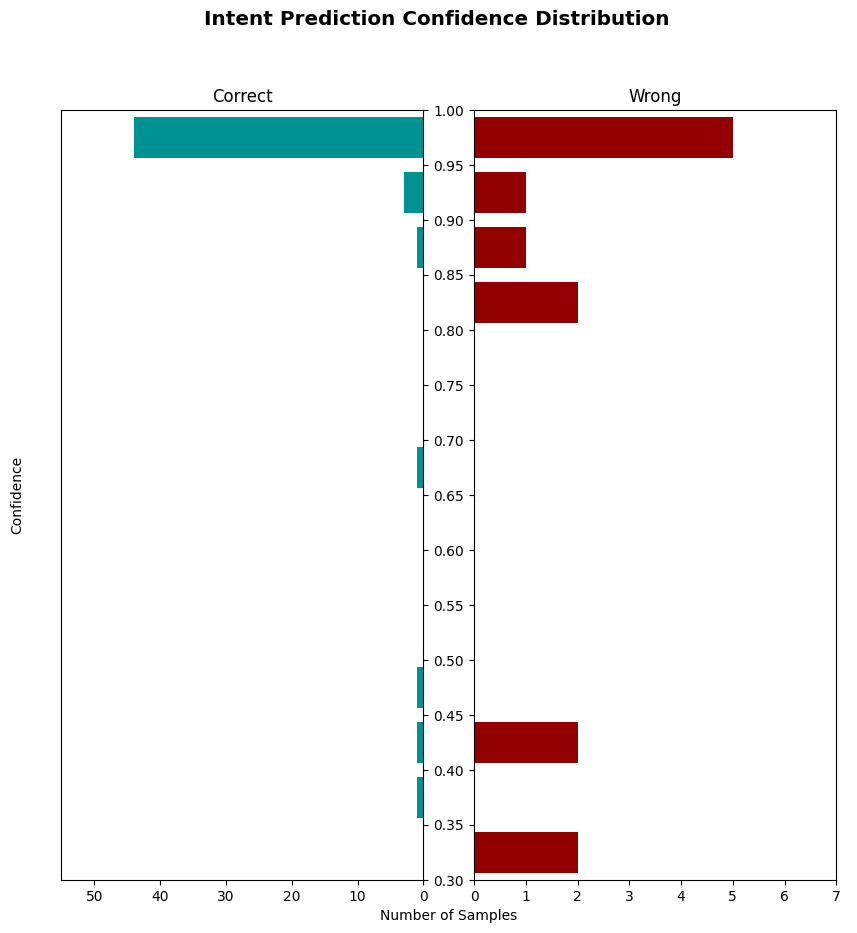 Intent Prediction Confidence Distribution
Correct
Wrong
1.00
0.95
0.90
0.85
0.80
0.75
0.70
0.65
0.60
0.55
0.50
0.45
0.40
0.35
0.30
Confidence
50 40 30 20 10 0
0 1 2 3 4 5 6 7
Number of Samples